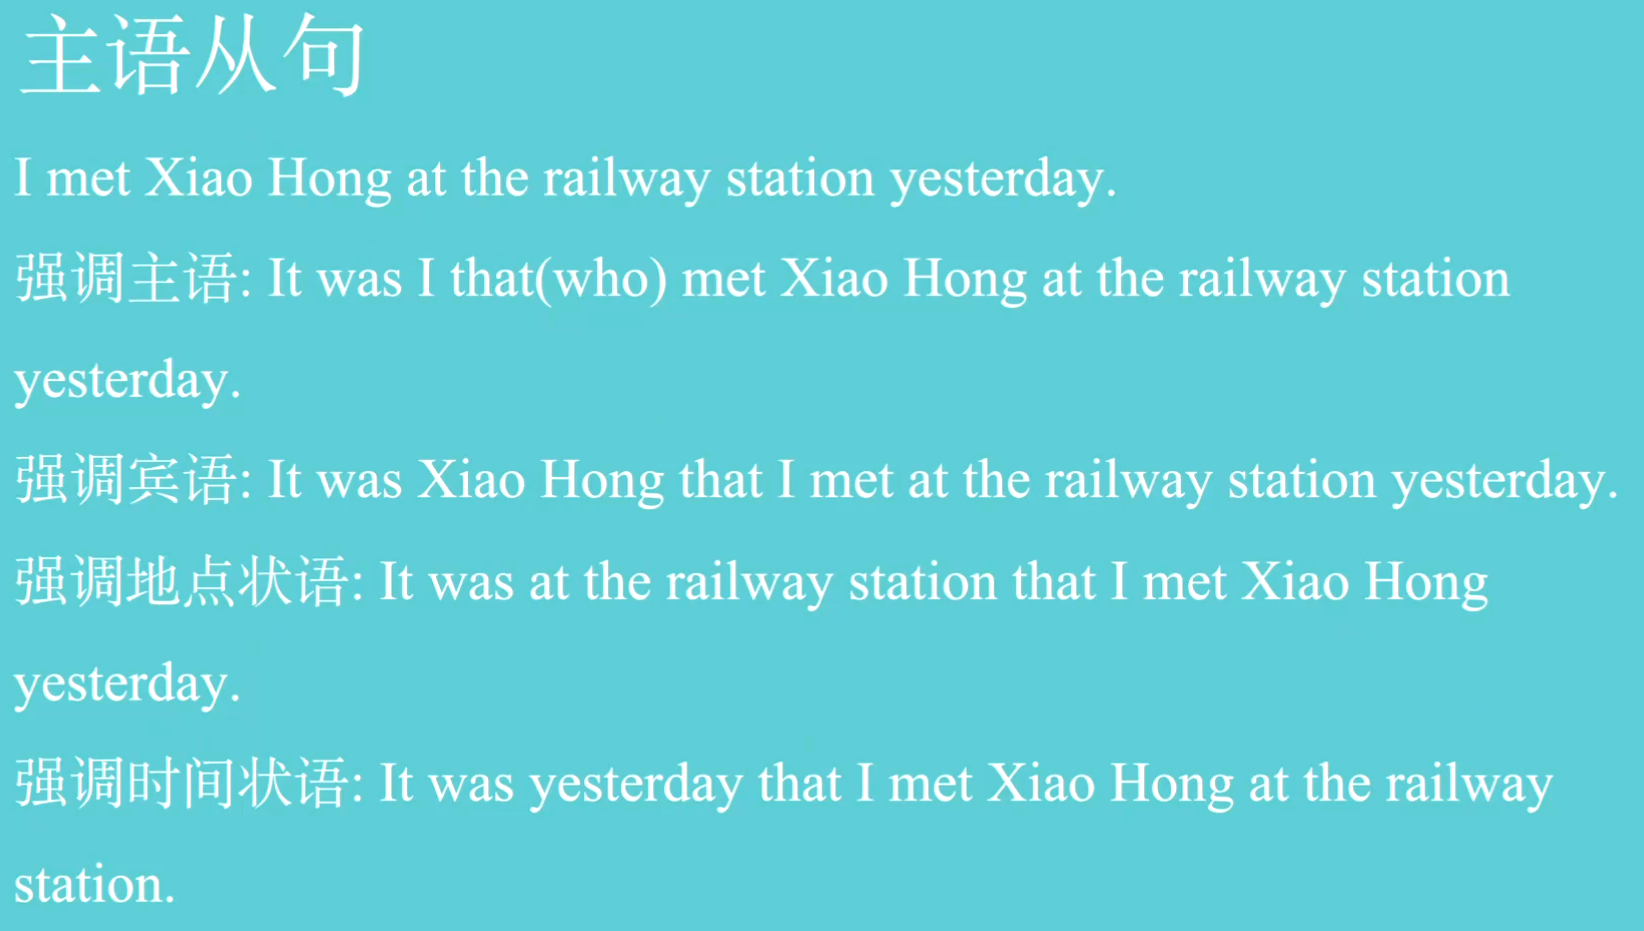 主语从句
I met Xiao Hong at the railway station yesterday.
强调主语: It was I that(who) met Xiao Hong at the railway station
yesterday.
强调宾语: It was Xiao Hong that I met at the railway station yesterday.
强调地点状语: It was at the railway station that I met Xiao Hong
yesterday.
强调时间状语: It was yesterday that I met Xiao Hong at the railway
station.